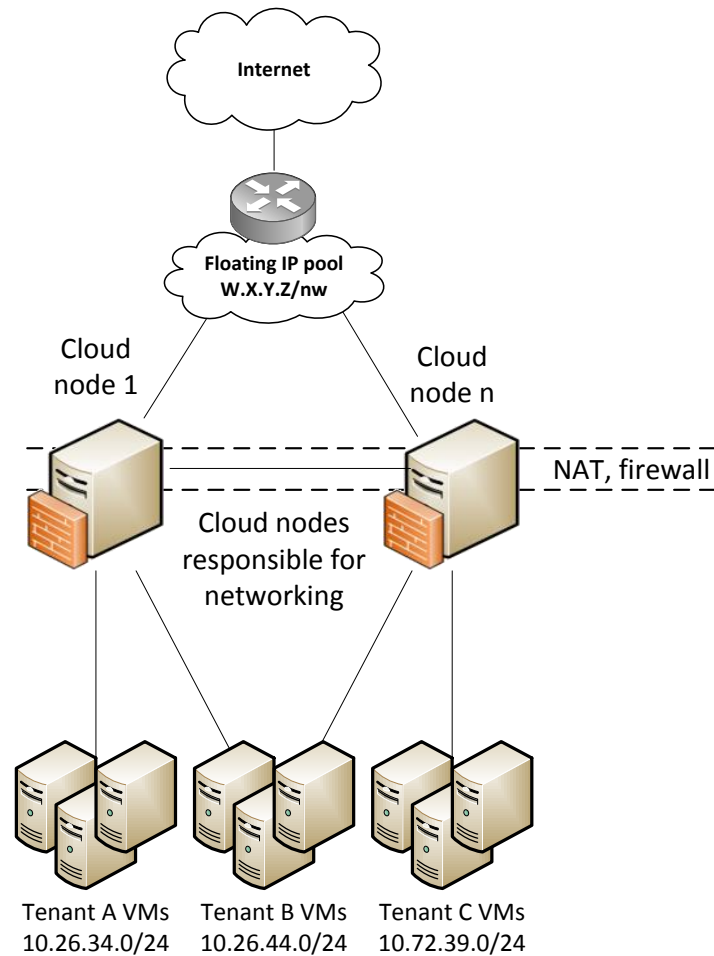 Internet
Floating IP pool
W.X.Y.Z/nw
Cloud
node 1
Cloud
node n
NAT, firewall
Cloud nodes
responsible for
networking
Tenant A VMs
10.26.34.0/24
Tenant B VMs
10.26.44.0/24
Tenant C VMs
10.72.39.0/24